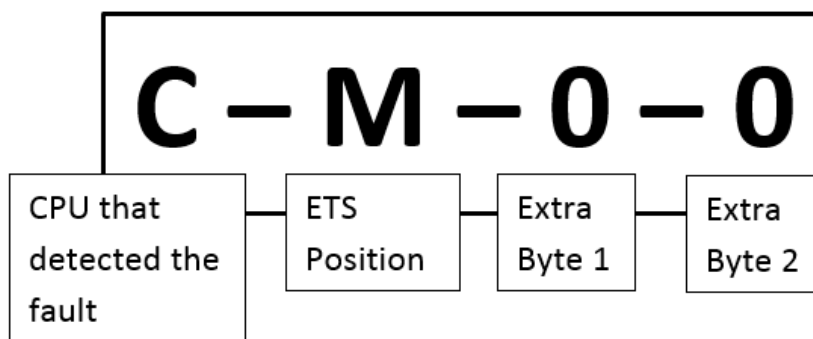 C – M – 0 – 0
CPU that
detected the
fault
ETS
Position
Extra
Byte 1
Extra
Byte 2